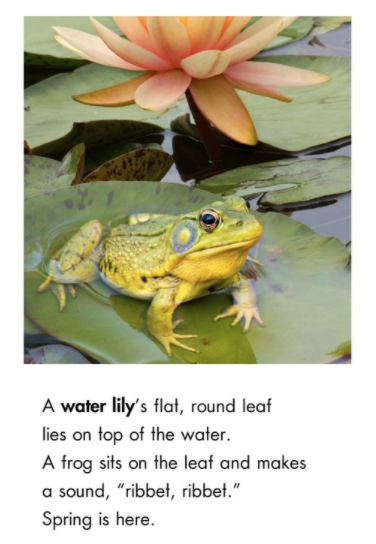 A water lily's flat, round leaf
lies on top of the water.
A frog sits on the leaf and makes
a sound, “ribbet, ribbet.”
Spring is here.